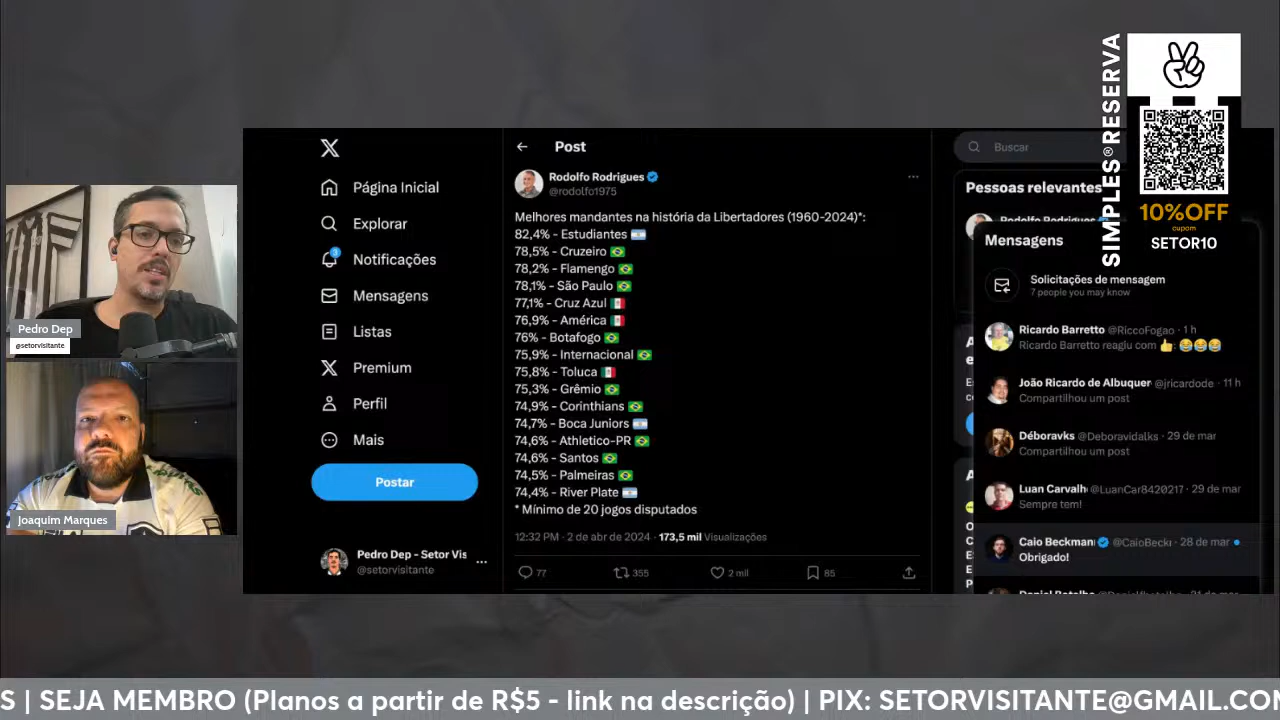 Pedro Dep
@setorvisitante
Joaquim Marques
Página Inicial
Explorar
3
Notificações
Mensagens
Listas
Premium
Perfil
Mais
Postar
Pedro Dep - Setor Vis
@setorvisitante
Post
Rodolfo Rodrigues
@rodolfo1975
Melhores mandantes na história da Libertadores (1960-2024)*:
82,4% - Estudiantes 🇦🇷
78,5% - Cruzeiro 🇧🇷
78,2% - Flamengo 🇧🇷
78,1% - São Paulo 🇧🇷
77,1% - Cruz Azul 🇲🇽
76,9% - América 🇲🇽
76% - Botafogo 🇧🇷
75,9% - Internacional 🇧🇷
75,8% - Toluca 🇲🇽
75,3% - Grêmio 🇧🇷
74,9% - Corinthians 🇧🇷
74,7% - Boca Juniors 🇦🇷
74,6% - Athletico-PR 🇧🇷
74,6% - Santos 🇧🇷
74,5% - Palmeiras 🇧🇷
74,4% - River Plate 🇦🇷
* Mínimo de 20 jogos disputados
12:32 PM · 2 de abr de 2024 · 173,5 mil Visualizações
77 355 2 mil 85
Buscar
Pessoas relevantes
Rodolfo Rodrigues
Mensagens
Solicitações de mensagem
7 people you may know
Ricardo Barretto @RiccoFogao · 1 h
Ricardo Barretto reagiu com 👍: 😂😂😂
João Ricardo de Albuquer @jricardode · 11 h
Compartilhou um post
Déboravks @Deboravidalks · 29 de mar
Compartilhou um post
Luan Carvalh @LuanCar8420217 · 29 de mar
Sempre tem!
Caio Beckman @CaioBeck · 28 de mar
Obrigado!
SIMPLES®RESERVA
10%OFF
cupom
SETOR10
S | SEJA MEMBRO (Planos a partir de R$5 - link na descrição) | PIX: SETORVISITANTE@GMAIL.COM